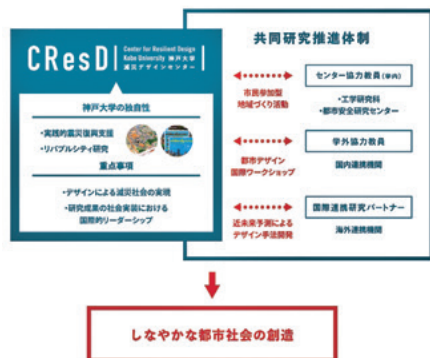 CResD
Center for Resilient Design
Kobe University 神戸大学
減災デザインセンター
神戸大学の独自性
・実践的震災復興支援
・リバブルシティ研究
重点事項
・デザインによる減災社会の実現
・研究成果の社会実装における
国際的リーダーシップ
共同研究推進体制
市民参加型
地域づくり活動
センター協力教員(学内)
・工学研究科
・都市安全研究センター
都市デザイン
国際ワークショップ
学外協力教員
国内連携機関
近未来予測による
デザイン手法開発
国際連携研究パートナー
海外連携機関
しなやかな都市社会の創造